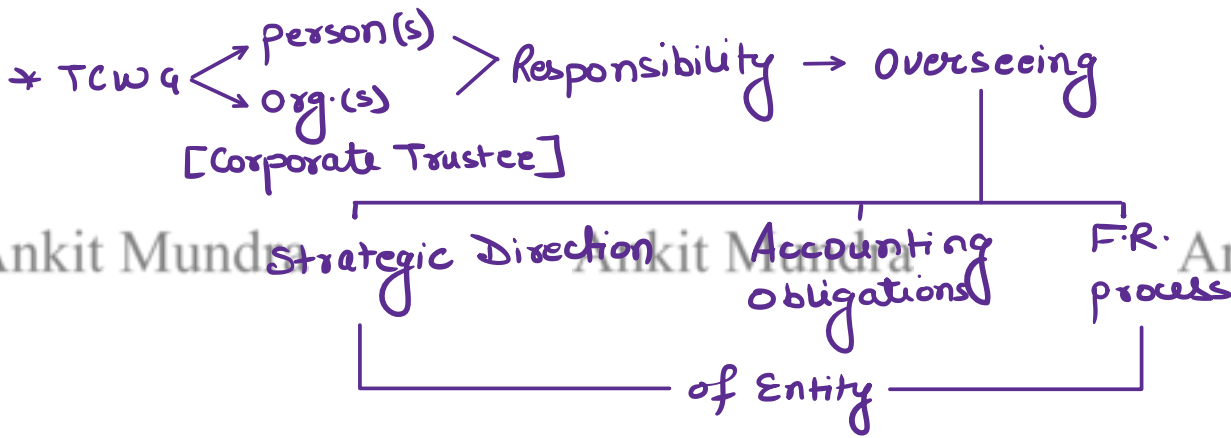 * TCWG
Person(s)
Org.(s)
[Corporate Trustee]
Responsibility → Overseeing
Ankit Mundra Ankit Mundra An
Strategic Direction
Accounting
Obligations
F.R.
process
of Entity